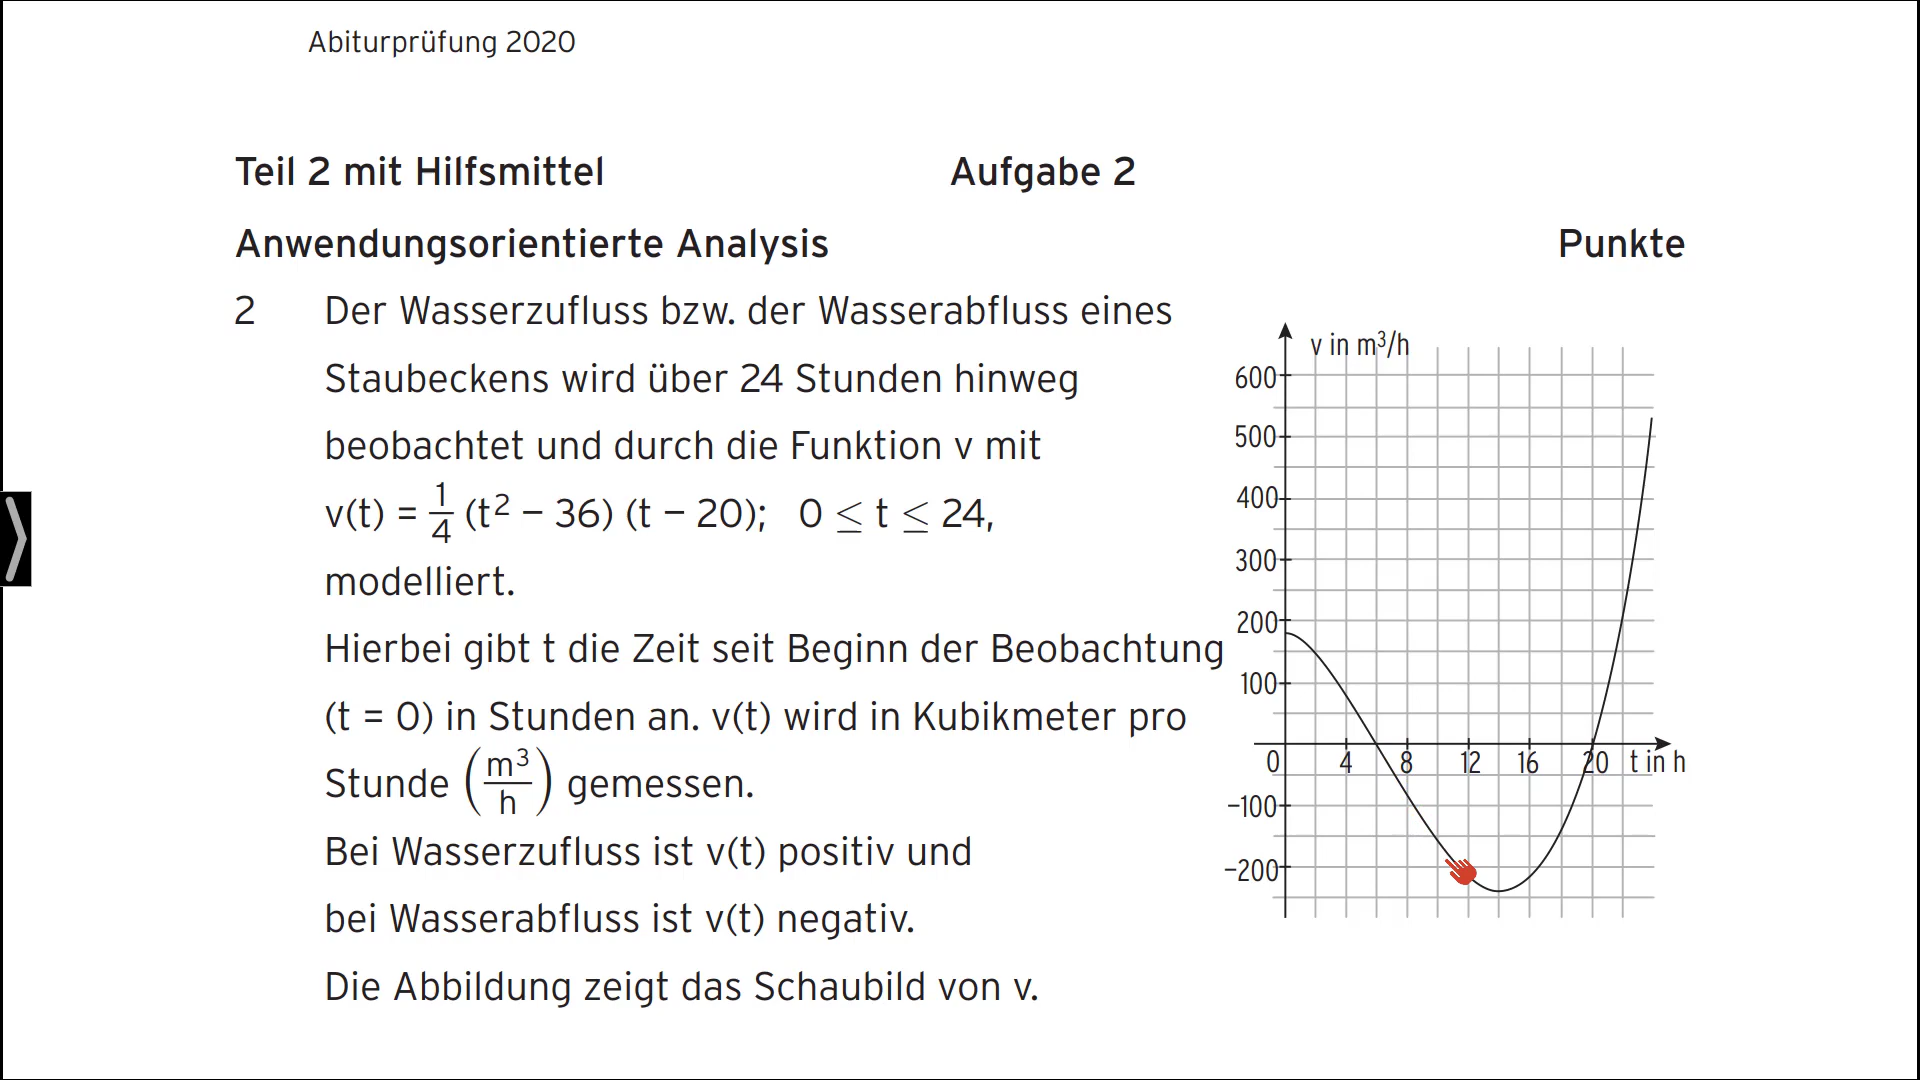 Abiturprüfung 2020
Teil 2 mit Hilfsmittel Aufgabe 2
Anwendungsorientierte Analysis Punkte
2 Der Wasserzufluss bzw. der Wasserabfluss eines
Staubeckens wird über 24 Stunden hinweg
beobachtet und durch die Funktion v mit
v(t) = 1/4 (t² − 36) (t − 20); 0 ≤ t ≤ 24,
modelliert.
Hierbei gibt t die Zeit seit Beginn der Beobachtung
(t = 0) in Stunden an. v(t) wird in Kubikmeter pro
Stunde (m³/h) gemessen.
Bei Wasserzufluss ist v(t) positiv und
bei Wasserabfluss ist v(t) negativ.
Die Abbildung zeigt das Schaubild von v.
v in m³/h
600
500
400
300
200
100
0 4 8 12 16 20 t in h
−100
−200